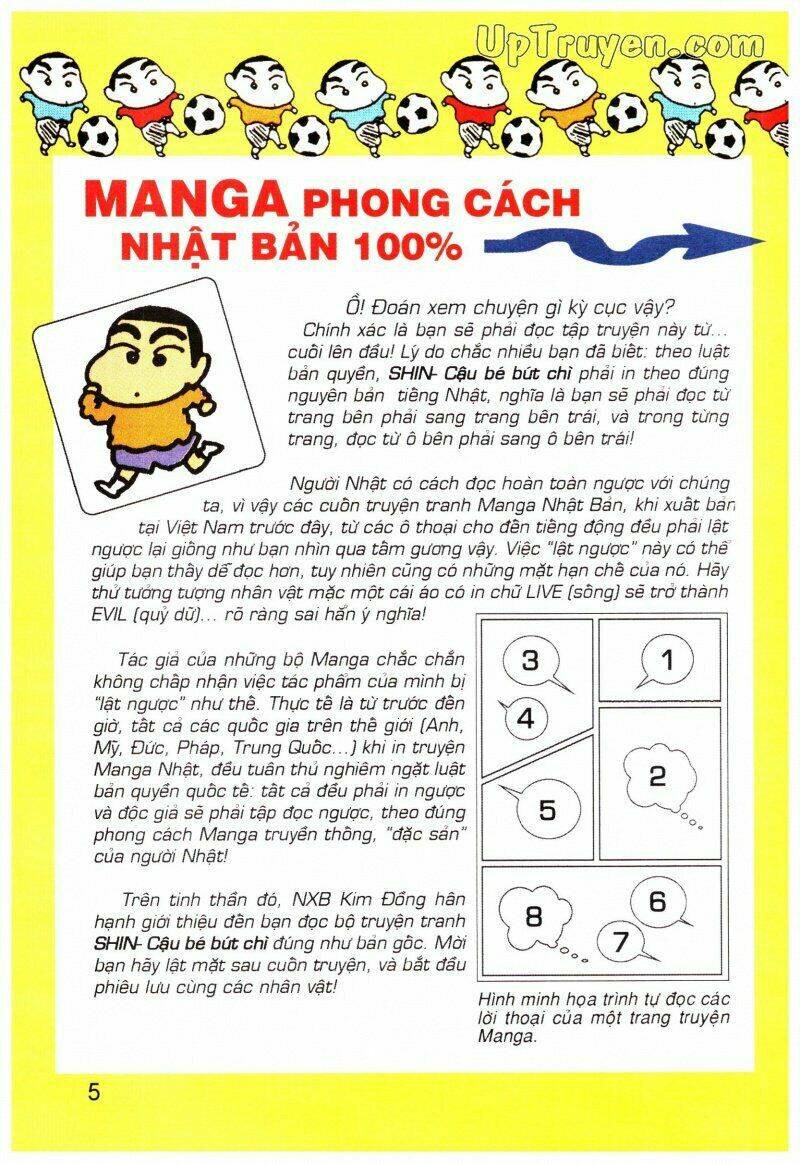 UpTruyen.com
MANGA PHONG CÁCH
NHẬT BẢN 100%
Ồ! Đoán xem chuyện gì kỳ cục vậy?
Chính xác là bạn sẽ phải đọc tập truyện này từ...
cuối lên đầu! Lý do chắc nhiều bạn đã biết: theo luật
bản quyền, SHIN- Cậu bé bút chì phải in theo đúng
nguyên bản tiếng Nhật, nghĩa là bạn sẽ phải đọc từ
trang bên phải sang trang bên trái, và trong từng
trang, đọc từ ô bên phải sang ô bên trái!
Người Nhật có cách đọc hoàn toàn ngược với chúng
ta, vì vậy các cuốn truyện tranh Manga Nhật Bản, khi xuất bản
tại Việt Nam trước đây, từ các ô thoại cho đến tiếng động đều phải lật
ngược lại giống như bạn nhìn qua tấm gương vậy. Việc "lật ngược" này có thể
giúp bạn thấy dễ đọc hơn, tuy nhiên cũng có những mặt hạn chế của nó. Hãy
thử tưởng tượng nhân vật mặc một cái áo có in chữ LIVE (sống) sẽ trở thành
EVIL (quỷ dữ)... rõ ràng sai hẳn ý nghĩa!
Tác giả của những bộ Manga chắc chắn
không chấp nhận việc tác phẩm của mình bị
"lật ngược" như thế. Thực tế là từ trước đến
giờ, tất cả các quốc gia trên thế giới (Anh,
Mỹ, Đức, Pháp, Trung Quốc...) khi in truyện
Manga Nhật, đều tuân thủ nghiêm ngặt luật
bản quyền quốc tế: tất cả đều phải in ngược
và độc giả sẽ phải tập đọc ngược, theo đúng
phong cách Manga truyền thống, "đặc sản"
của người Nhật!
Trên tinh thần đó, NXB Kim Đồng hân
hạnh giới thiệu đến bạn đọc bộ truyện tranh
SHIN- Cậu bé bút chì đúng như bản gốc. Mời
bạn hãy lật mặt sau cuốn truyện, và bắt đầu
phiêu lưu cùng các nhân vật!
1
2
3
4
5
6
7
8
Hình minh họa trình tự đọc các
lời thoại của một trang truyện
Manga.
5